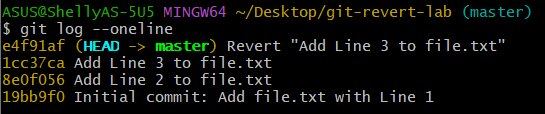 ASUS@ShellyAS-5U5 MINGW64 ~/Desktop/git-revert-lab (master)
$ git log --oneline
e4f91af (HEAD -> master) Revert "Add Line 3 to file.txt"
1cc37ca Add Line 3 to file.txt
8e0f056 Add Line 2 to file.txt
19bb9f0 Initial commit: Add file.txt with Line 1